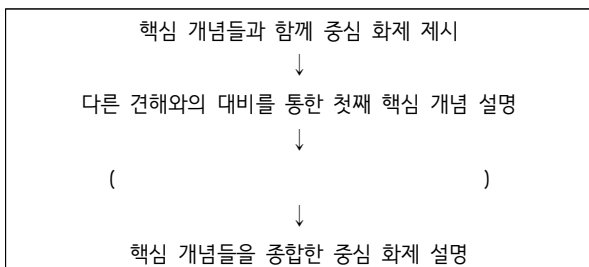 핵심 개념들과 함께 중심 화제 제시
↓
다른 견해와의 대비를 통한 첫째 핵심 개념 설명
↓
( )
↓
핵심 개념들을 종합한 중심 화제 설명